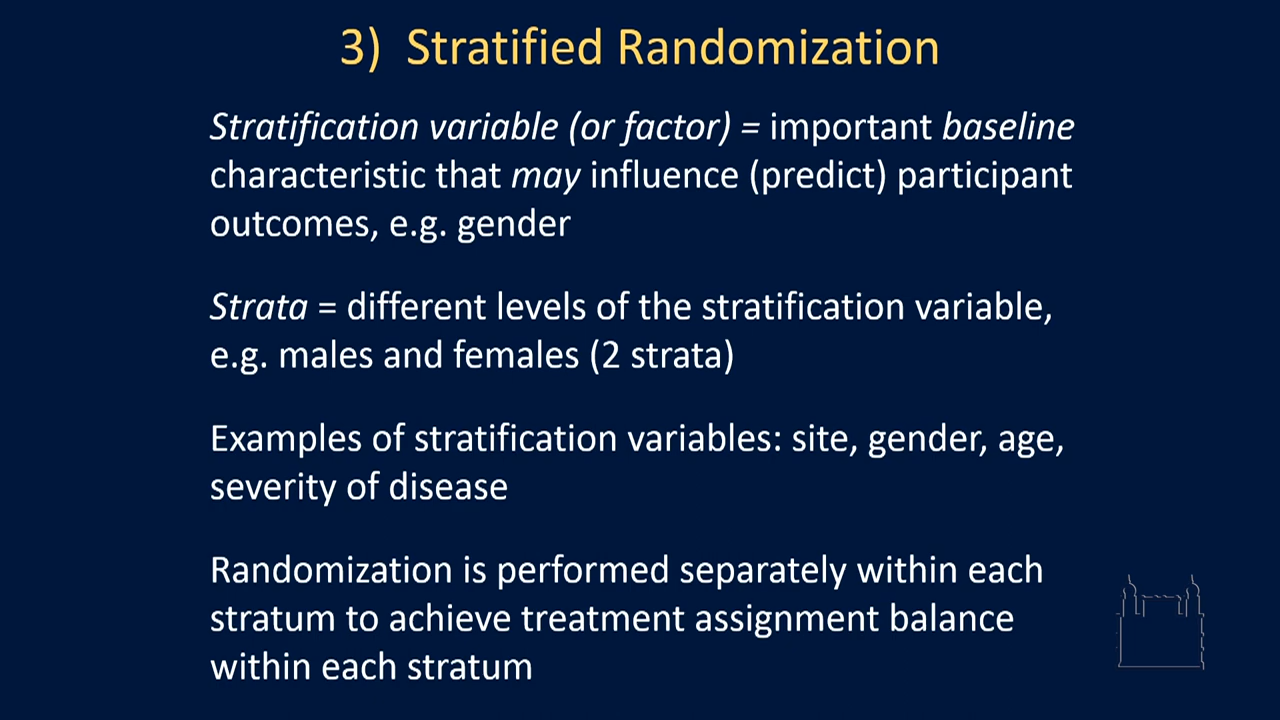 3) Stratified Randomization
Stratification variable (or factor) = important baseline
characteristic that may influence (predict) participant
outcomes, e.g. gender
Strata = different levels of the stratification variable,
e.g. males and females (2 strata)
Examples of stratification variables: site, gender, age,
severity of disease
Randomization is performed separately within each
stratum to achieve treatment assignment balance
within each stratum